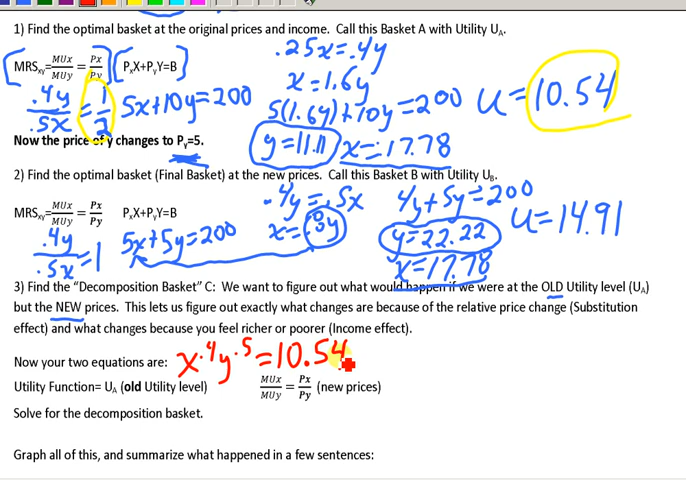 1) Find the optimal basket at the original prices and income. Call this Basket A with Utility U_A.
.25x=.4y
MRS_xy=MUx/MUy=Px/Py P_xX+P_yY=B
x=1.6y
.4y/.5x=1/2 5x+10y=200
5(1.6y)+10y=200
u=10.54
Now the price of y changes to P_y=5.
y=11.11 x=17.78
2) Find the optimal basket (Final Basket) at the new prices. Call this Basket B with Utility U_B.
.4y=.5x 4y+5y=200
MRS_xy=MUx/MUy=Px/Py P_xX+P_yY=B
x=.8y y=22.22 u=14.91
.4y/.5x=1 5x+5y=200
x=17.78
3) Find the “Decomposition Basket” C: We want to figure out what would happen if we were at the OLD Utility level (U_A)
but the NEW prices. This lets us figure out exactly what changes are because of the relative price change (Substitution
effect) and what changes because you feel richer or poorer (Income effect).
Now your two equations are: x^.4y^.5=10.54
Utility Function= U_A (old Utility level) MUx/MUy=Px/Py (new prices)
Solve for the decomposition basket.
Graph all of this, and summarize what happened in a few sentences: